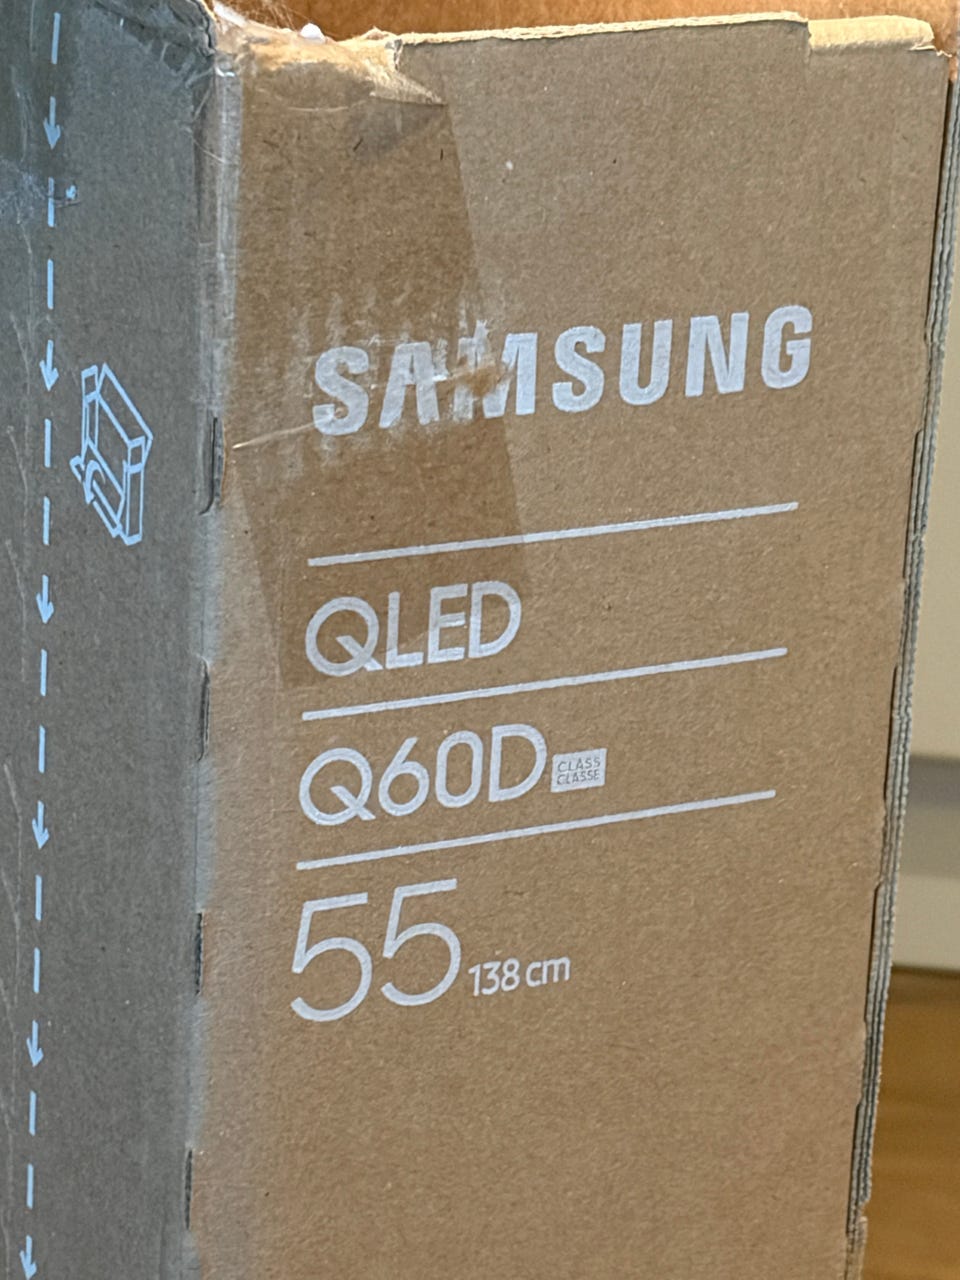 SAMSUNG
QLED
Q60D CLASS
CLASSE
55 138 cm